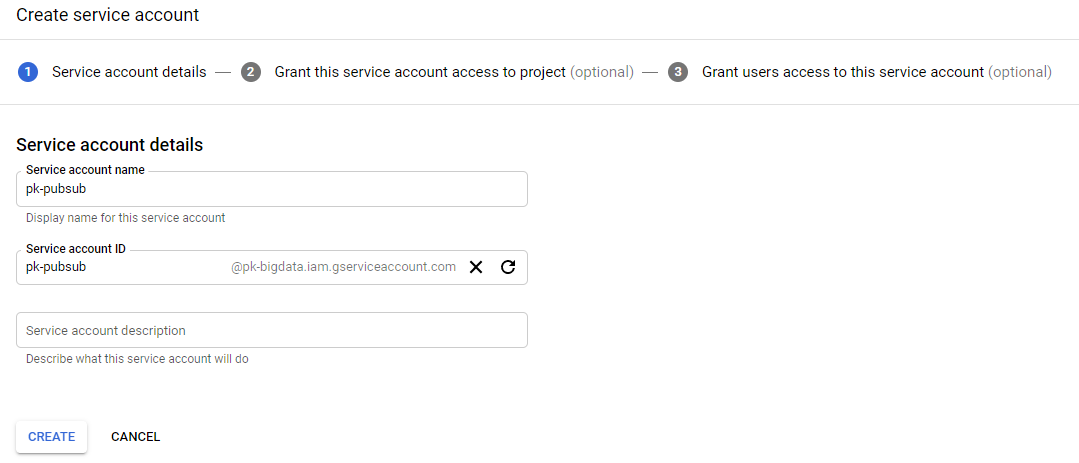 Create service account
1 Service account details — 2 Grant this service account access to project (optional) — 3 Grant users access to this service account (optional)
Service account details
Service account name
pk-pubsub
Display name for this service account
Service account ID
pk-pubsub @pk-bigdata.iam.gserviceaccount.com
Service account description
Describe what this service account will do
CREATE CANCEL